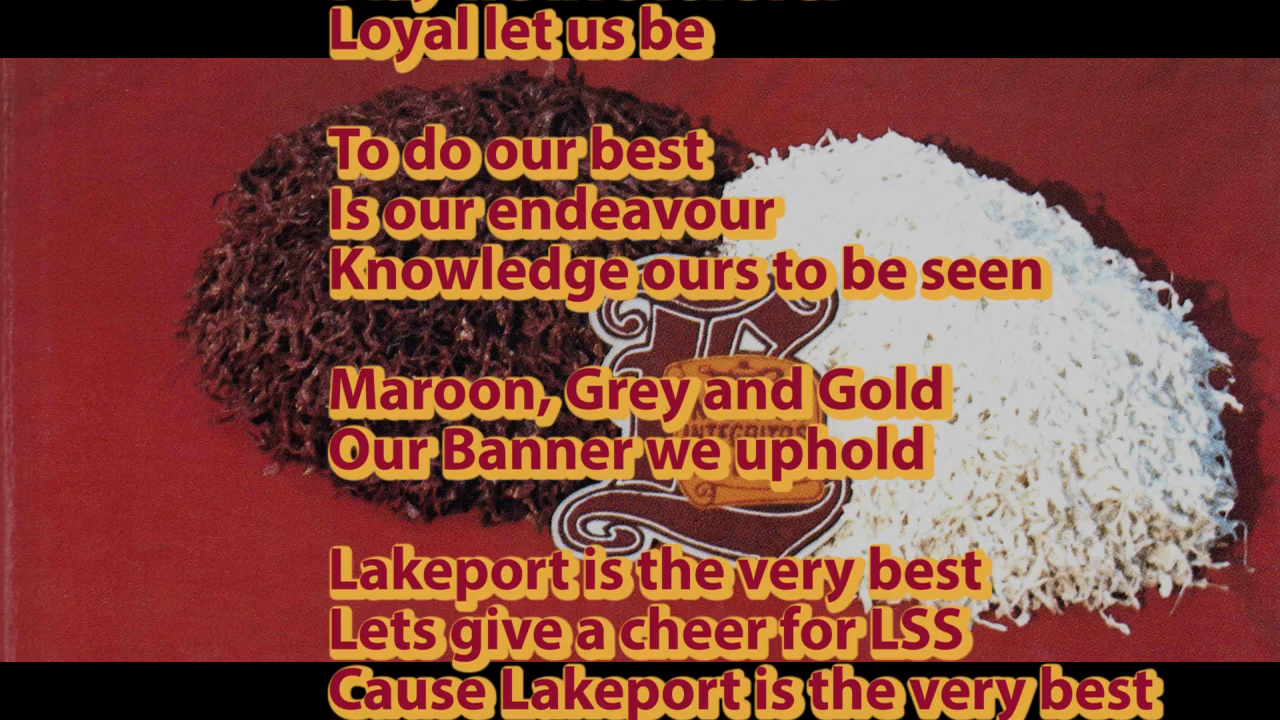 Loyal let us be
To do our best
Is our endeavour
Knowledge ours to be seen
Maroon, Grey and Gold
INTEGRITAS
Our Banner we uphold
Lakeport is the very best
Lets give a cheer for LSS
Cause Lakeport is the very best